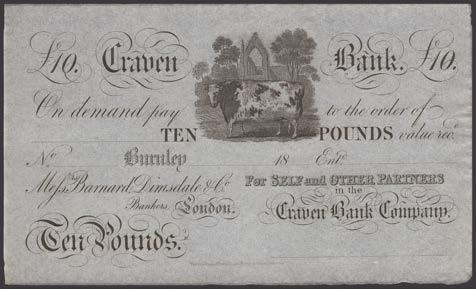 £10. Craven Bank. £10.
On demand pay to the order of
TEN POUNDS value recd.
No. Burnley 18 Entd.
Messrs. Barnard, Dimsdale & Co. For SELF and OTHER PARTNERS
Bankers, London. in the
Craven Bank Company.
Ten Pounds.